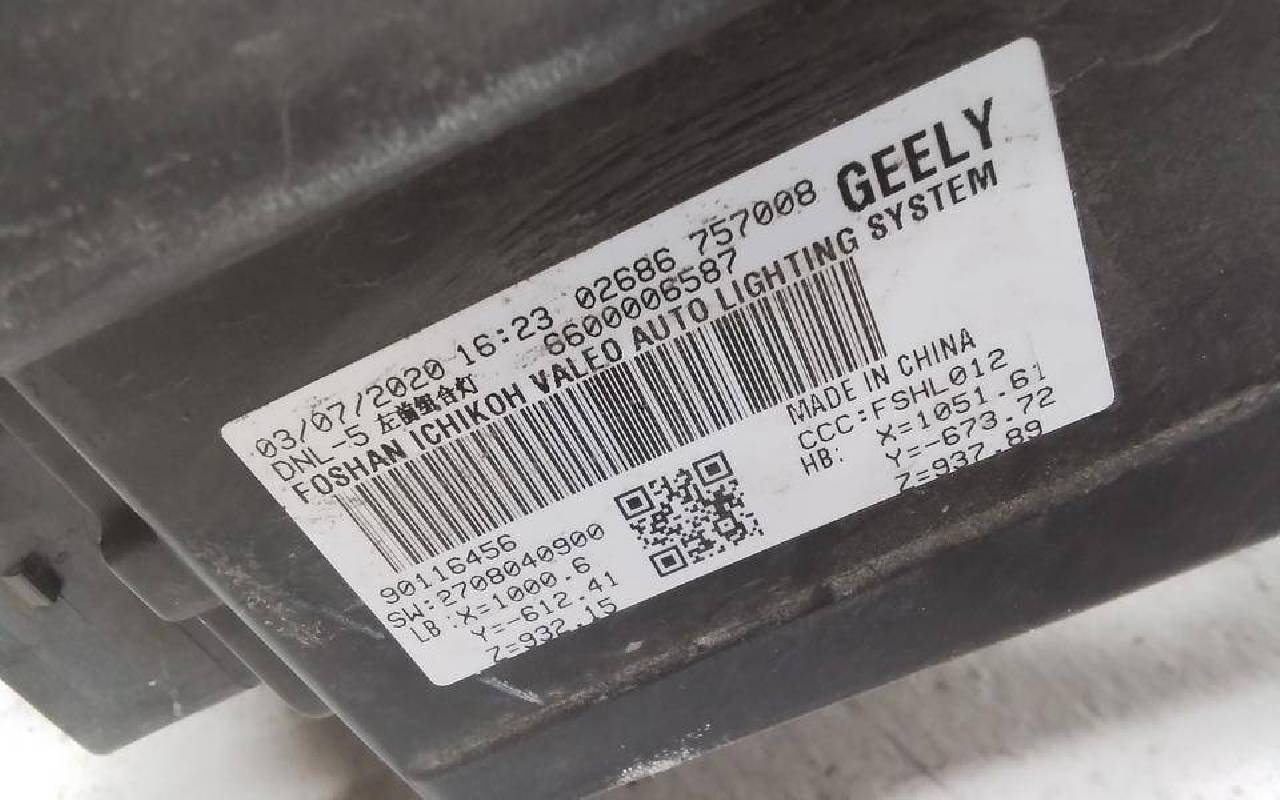 03/07/2020 16:23 02686 757008 GEELY
DNL-5 左前组合灯 6600006587
FOSHAN ICHIKOH VALEO AUTO LIGHTING SYSTEM
90116456
SW:2708040900
LB :X=1000.6
Y=-612.41
Z=932.15
MADE IN CHINA
CCC:FSHL012
HB: X=1051.61
Y=-673.72
Z=937.89